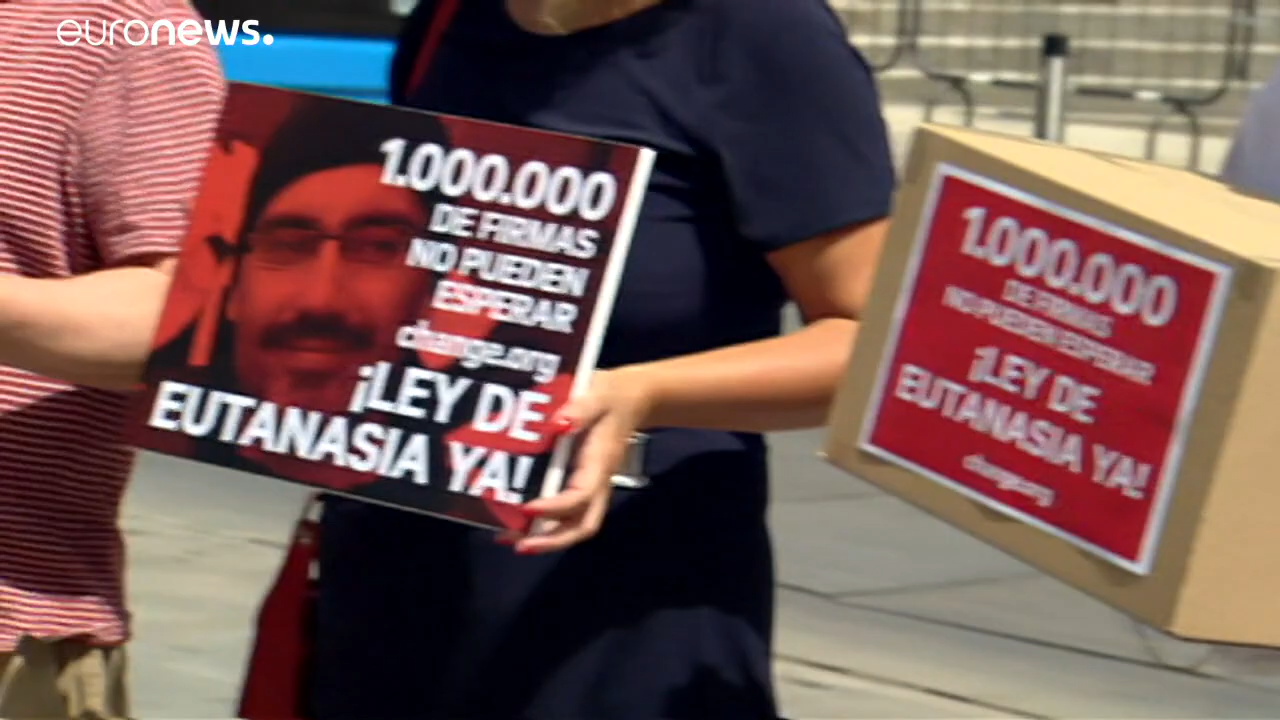 euronews.
1.000.000
DE FIRMAS
NO PUEDEN
ESPERAR
change.org
¡LEY DE
EUTANASIA YA!
1.000.000
DE FIRMAS
NO PUEDEN ESPERAR
¡LEY DE
EUTANASIA YA!
change.org